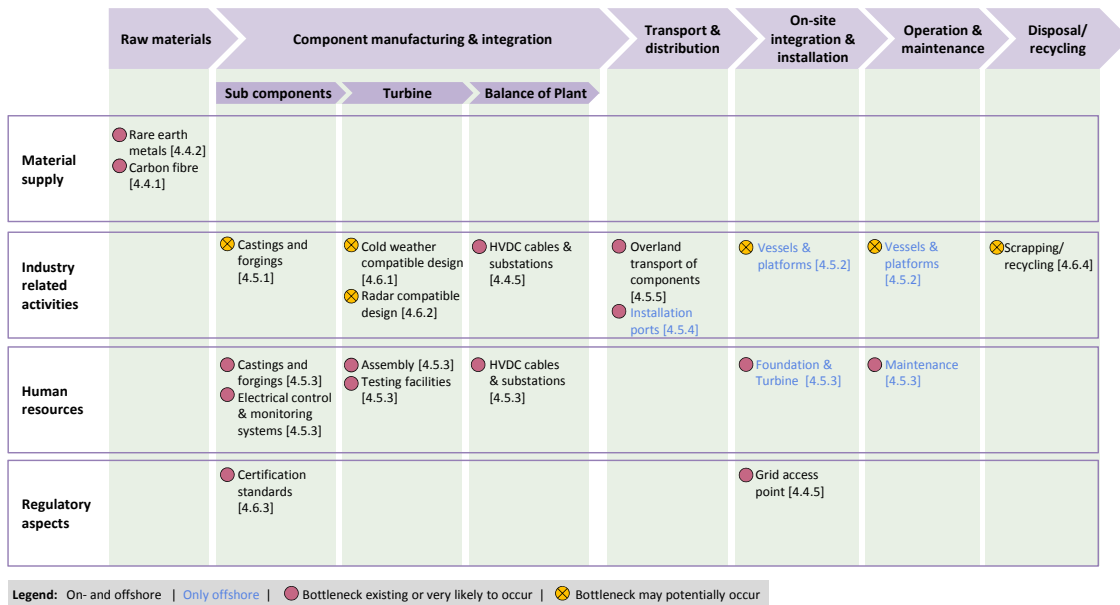 Raw materials
Component manufacturing & integration
Transport &
distribution
On-site
integration &
installation
Operation &
maintenance
Disposal/
recycling
Sub components
Turbine
Balance of Plant
Material
supply
Rare earth
metals [4.4.2]
Carbon fibre
[4.4.1]
Industry
related
activities
Castings and
forgings
[4.5.1]
Cold weather
compatible design
[4.6.1]
Radar compatible
design [4.6.2]
HVDC cables &
substations
[4.4.5]
Overland
transport of
components
[4.5.5]
Installation
ports [4.5.4]
Vessels &
platforms [4.5.2]
Vessels &
platforms
[4.5.2]
Scrapping/
recycling [4.6.4]
Human
resources
Castings and
forgings [4.5.3]
Electrical control
& monitoring
systems [4.5.3]
Assembly [4.5.3]
Testing facilities
[4.5.3]
HVDC cables
& substations
[4.5.3]
Foundation &
Turbine [4.5.3]
Maintenance
[4.5.3]
Regulatory
aspects
Certification
standards
[4.6.3]
Grid access
point [4.4.5]
Legend: On- and offshore | Only offshore | Bottleneck existing or very likely to occur | Bottleneck may potentially occur